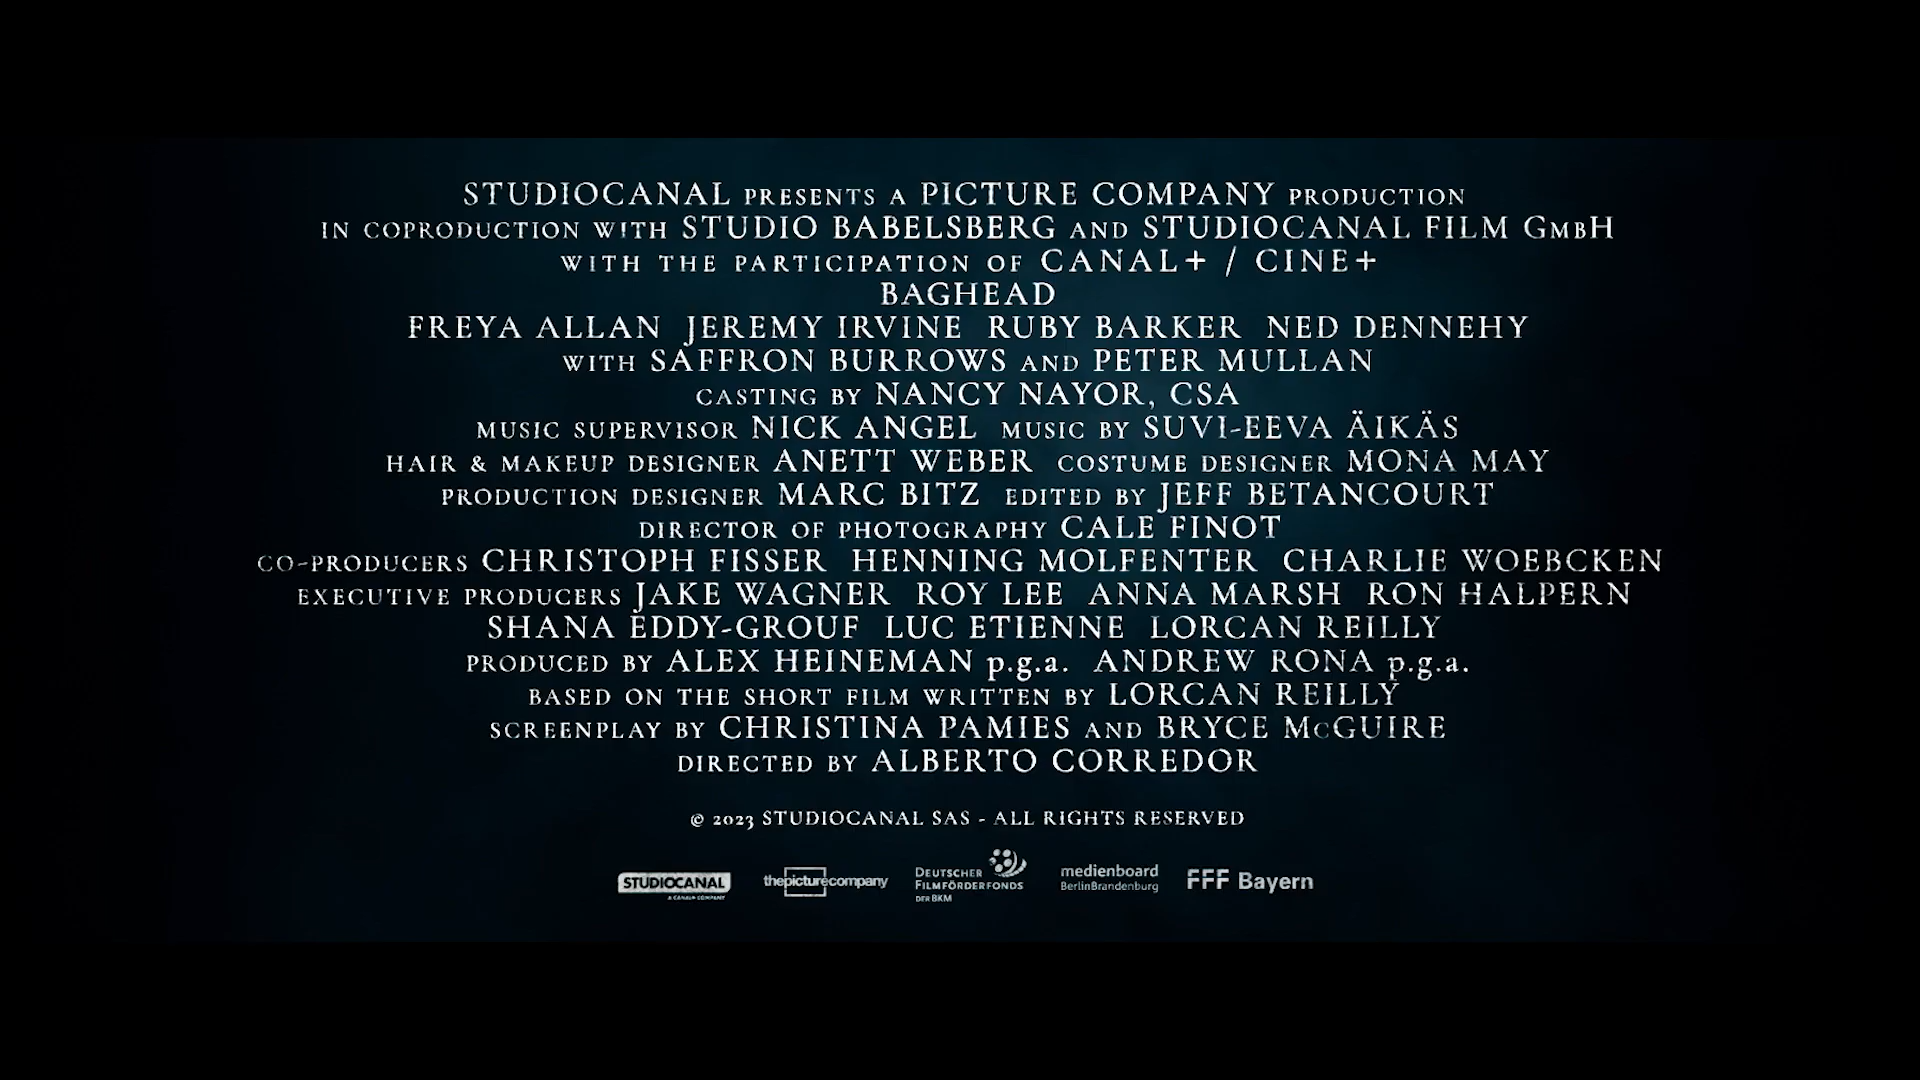 STUDIOCANAL PRESENTS A PICTURE COMPANY PRODUCTION
IN COPRODUCTION WITH STUDIO BABELSBERG AND STUDIOCANAL FILM GMBH
WITH THE PARTICIPATION OF CANAL+ / CINE+
BAGHEAD
FREYA ALLAN JEREMY IRVINE RUBY BARKER NED DENNEHY
WITH SAFFRON BURROWS AND PETER MULLAN
CASTING BY NANCY NAYOR, CSA
MUSIC SUPERVISOR NICK ANGEL MUSIC BY SUVI-EEVA ÄIKÄS
HAIR & MAKEUP DESIGNER ANETT WEBER COSTUME DESIGNER MONA MAY
PRODUCTION DESIGNER MARC BITZ EDITED BY JEFF BETANCOURT
DIRECTOR OF PHOTOGRAPHY CALE FINOT
CO-PRODUCERS CHRISTOPH FISSER HENNING MOLFENTER CHARLIE WOEBCKEN
EXECUTIVE PRODUCERS JAKE WAGNER ROY LEE ANNA MARSH RON HALPERN
SHANA EDDY-GROUF LUC ETIENNE LORCAN REILLY
PRODUCED BY ALEX HEINEMAN p.g.a. ANDREW RONA p.g.a.
BASED ON THE SHORT FILM WRITTEN BY LORCAN REILLY
SCREENPLAY BY CHRISTINA PAMIES AND BRYCE McGUIRE
DIRECTED BY ALBERTO CORREDOR
© 2023 STUDIOCANAL SAS - ALL RIGHTS RESERVED
STUDIOCANAL
A CANAL+ COMPANY
thepicturecompany
DEUTSCHER
FILMFÖRDERFONDS
DER BKM
medienboard
BerlinBrandenburg
FFF Bayern